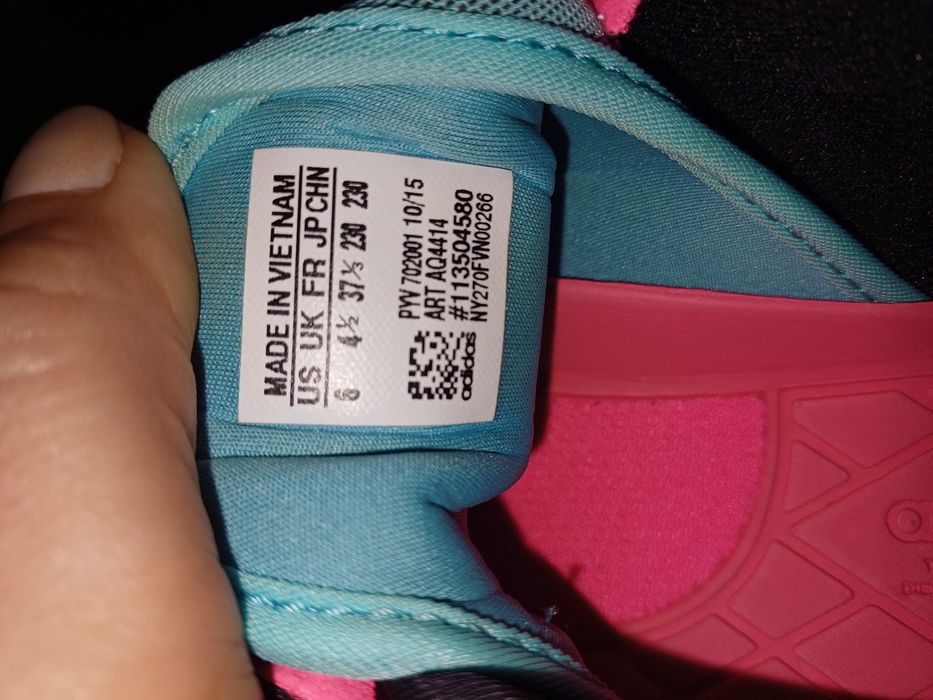 MADE IN VIETNAM
US UK FR JP CHN
6 4½ 37⅓ 230 230
PYV 702001 10/15
ART AQ4414
#113504580
NY270FVN00266
adidas